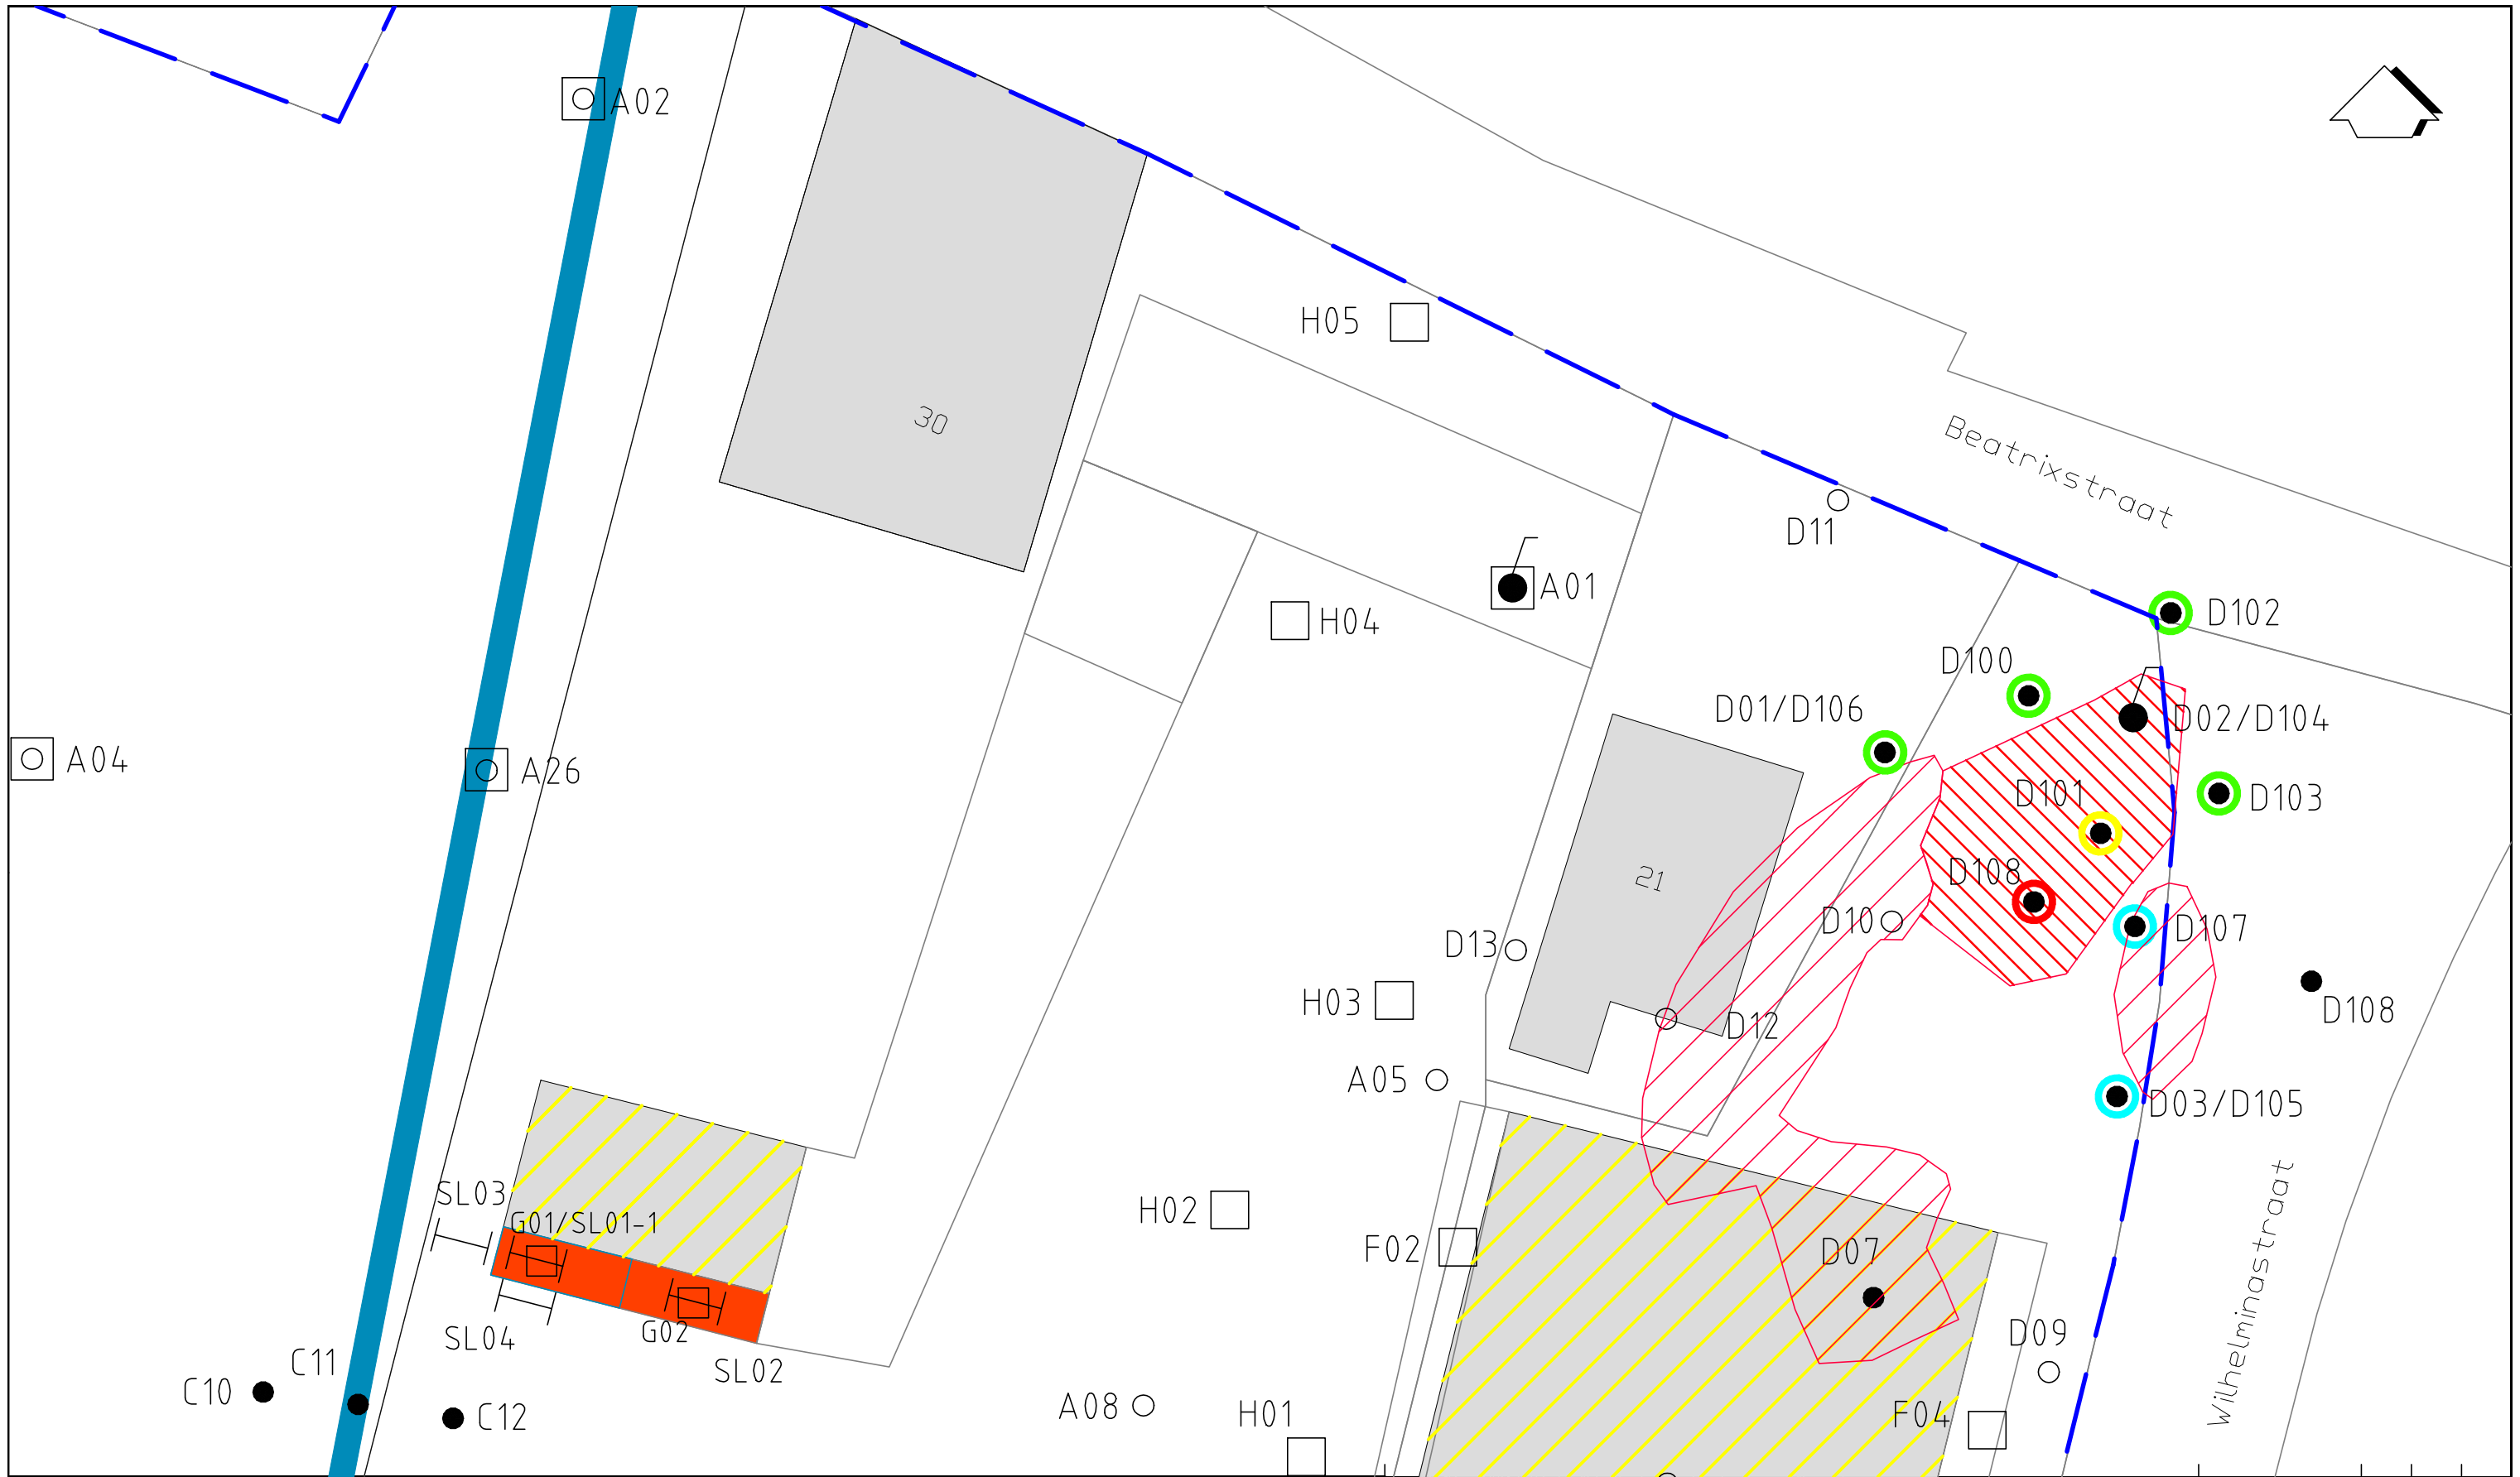 A02
H05
30
Beatrixstraat
D11
A01
H04
D102
D100
D01/D106
D02/D104
A04
A26
D101
D103
D108
21
D10
D107
D13
H03
D12
D108
A05
D03/D105
SL03
H02
G01/SL01-1
F02
D07
Wilhelminastraat
SL04
G02
D09
C11
SL02
C10
A08
H01
F04
C12